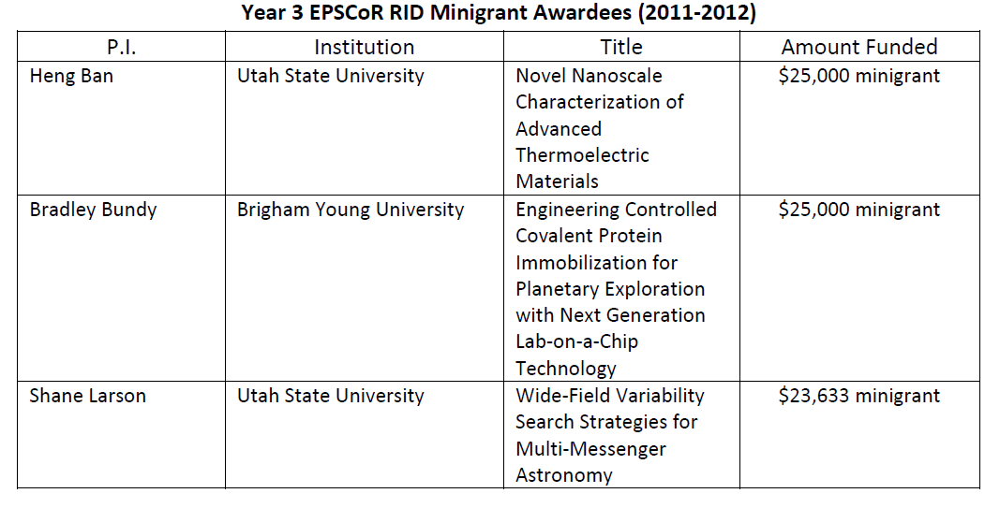 Year 3 EPSCoR RID Minigrant Awardees (2011-2012)
P.I. Institution Title Amount Funded
Heng Ban Utah State University Novel Nanoscale $25,000 minigrant
Characterization of
Advanced
Thermoelectric
Materials
Bradley Bundy Brigham Young University Engineering Controlled $25,000 minigrant
Covalent Protein
Immobilization for
Planetary Exploration
with Next Generation
Lab-on-a-Chip
Technology
Shane Larson Utah State University Wide-Field Variability $23,633 minigrant
Search Strategies for
Multi-Messenger
Astronomy